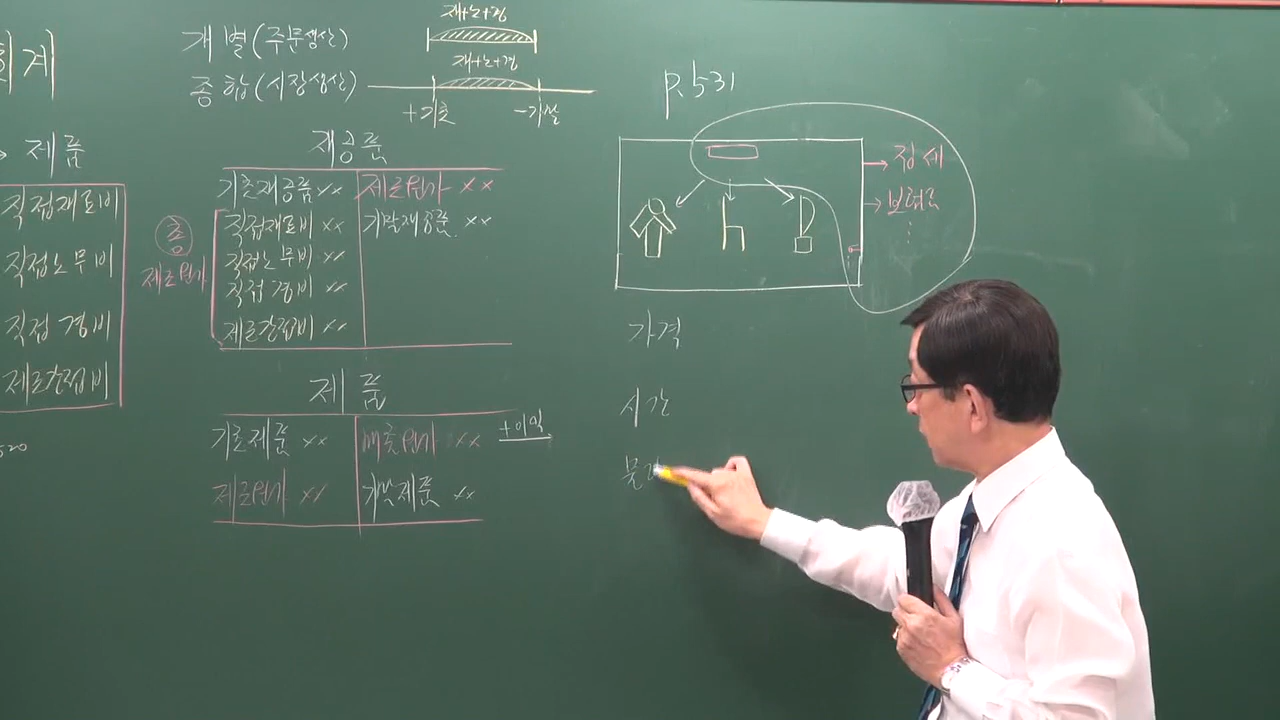 회계
제품
직접재료비
직접노무비
직접경비
제조간접비
520
개별(주문생산)
재+노+경
종합(시장생산)
재+노+경
+기초
-기말
재공품
기초재공품 xx
제조원가 xx
직접재료비 xx
기말재공품 xx
직접노무비 xx
직접경비 xx
제조간접비 xx
총
제조원가
제품
기초제품 xx
매출원가 xx
+이익
제조원가 xx
기말제품 xx
P.531
→ 잡세
→ 보험료
⋮
가격
시간